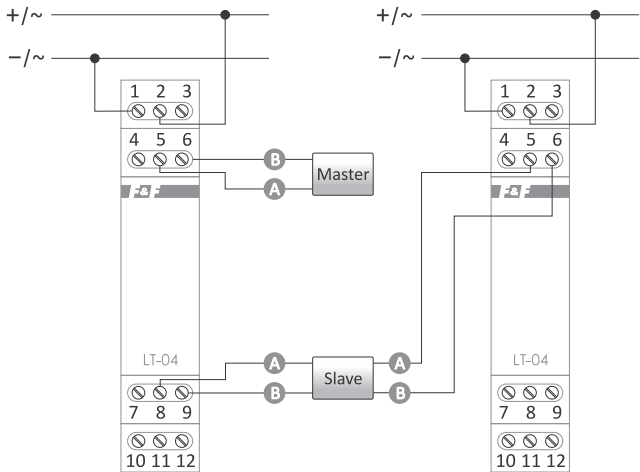 +/~ +/~
−/~ −/~
1 2 3 1 2 3
4 5 6 4 5 6
B
Master
A
F&F F&F
LT-04 LT-04
A A
Slave
B B
7 8 9 7 8 9
10 11 12 10 11 12